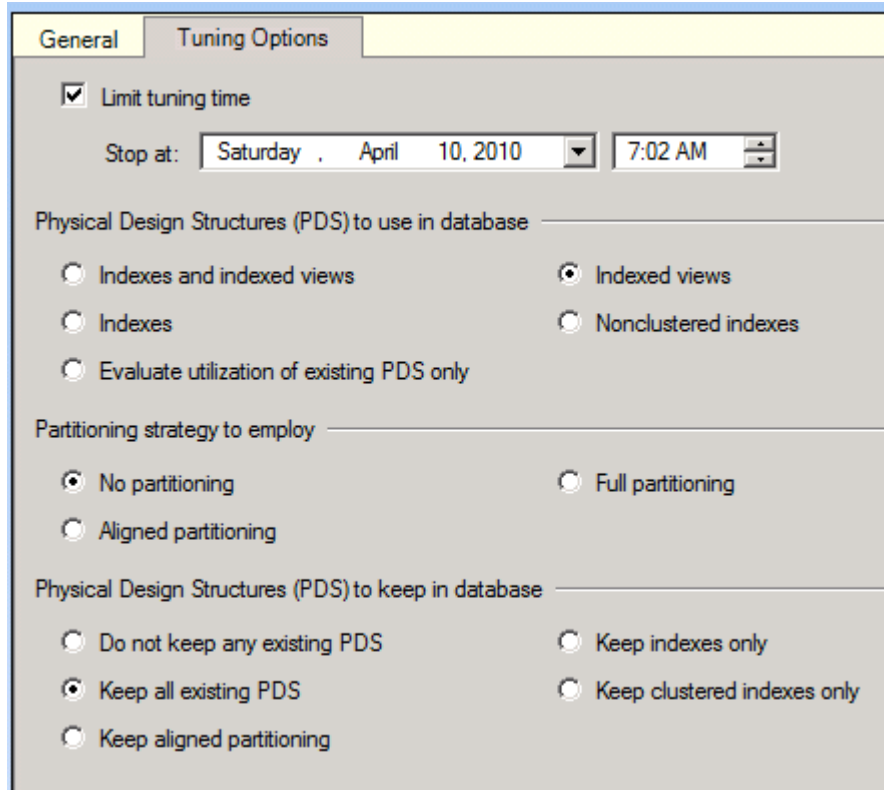 General Tuning Options
Limit tuning time
Stop at: Saturday , April 10, 2010 7:02 AM
Physical Design Structures (PDS) to use in database
Indexes and indexed views Indexed views
Indexes Nonclustered indexes
Evaluate utilization of existing PDS only
Partitioning strategy to employ
No partitioning Full partitioning
Aligned partitioning
Physical Design Structures (PDS) to keep in database
Do not keep any existing PDS Keep indexes only
Keep all existing PDS Keep clustered indexes only
Keep aligned partitioning